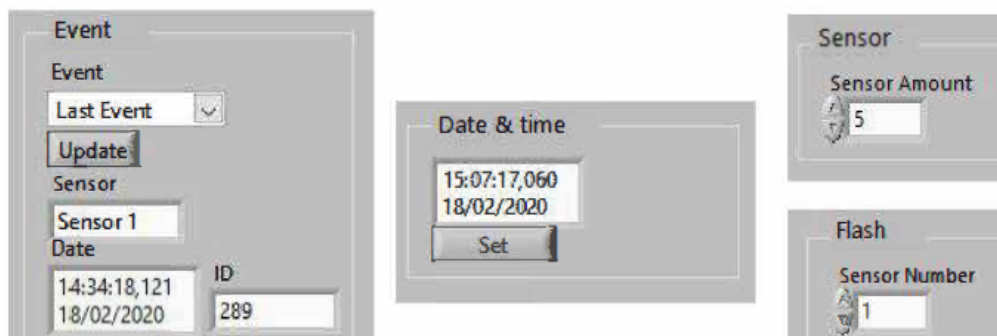 Event
Event
Last Event
Update
Sensor
Sensor 1
Date
14:34:18,121
18/02/2020
ID
289
Date & time
15:07:17,060
18/02/2020
Set
Sensor
Sensor Amount
5
Flash
Sensor Number
1